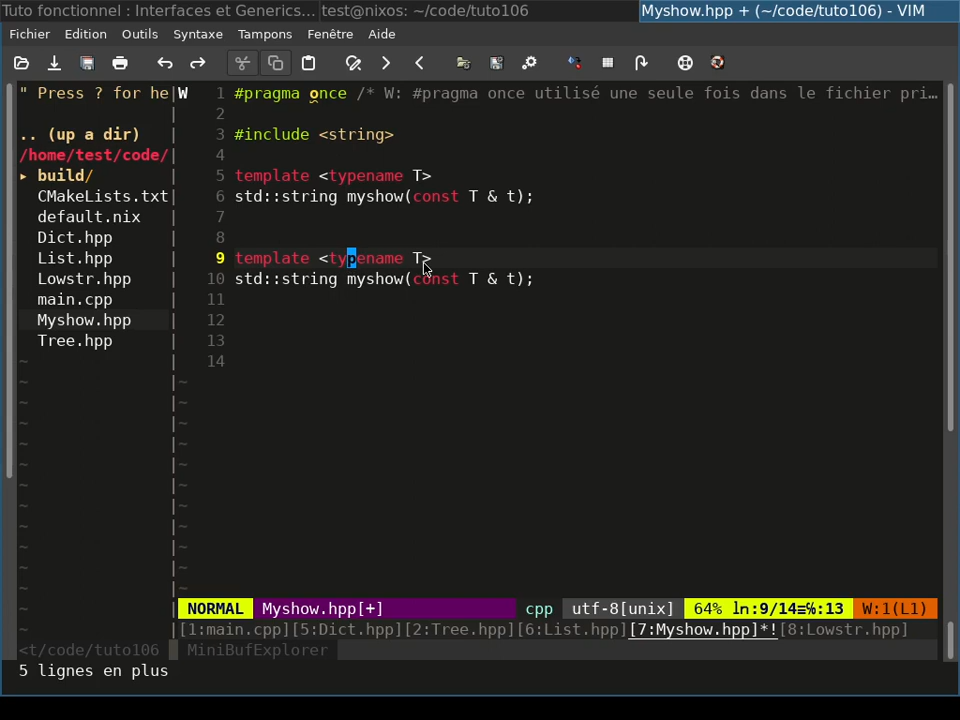 Tuto fonctionnel : Interfaces et Generics... test@nixos: ~/code/tuto106 Myshow.hpp + (~/code/tuto106) - VIM
Fichier Edition Outils Syntaxe Tampons Fenêtre Aide
" Press ? for he
.. (up a dir)
/home/test/code/
▸ build/
CMakeLists.txt
default.nix
Dict.hpp
List.hpp
Lowstr.hpp
main.cpp
Myshow.hpp
Tree.hpp
W 1 #pragma once /* W: #pragma once utilisé une seule fois dans le fichier pri…
2
3 #include <string>
4
5 template <typename T>
6 std::string myshow(const T & t);
7
8
9 template <typename T>
10 std::string myshow(const T & t);
11
12
13
14
NORMAL Myshow.hpp[+] cpp utf-8[unix] 64% ln:9/14≡%:13 W:1(L1)
[1:main.cpp][5:Dict.hpp][2:Tree.hpp][6:List.hpp][7:Myshow.hpp]*![8:Lowstr.hpp]
<t/code/tuto106 MiniBufExplorer
5 lignes en plus